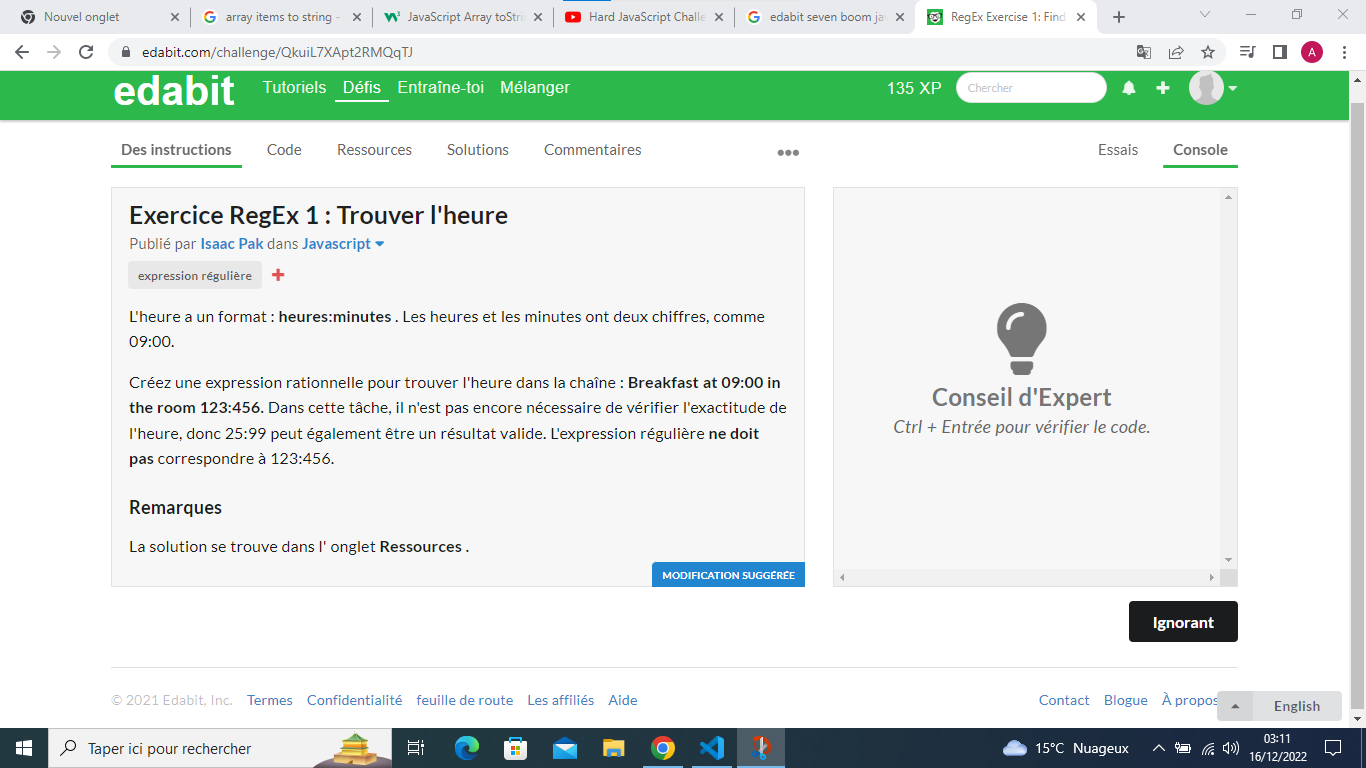 Nouvel onglet
array items to string -
JavaScript Array toStri
Hard JavaScript Challe
edabit seven boom jav
RegEx Exercise 1: Find
edabit.com/challenge/QkuiL7XApt2RMQqTJ
A
edabit Tutoriels Défis Entraîne-toi Mélanger 135 XP Chercher
Des instructions Code Ressources Solutions Commentaires ••• Essais Console
Exercice RegEx 1 : Trouver l'heure
Publié par Isaac Pak dans Javascript
expression régulière +
L'heure a un format : heures:minutes . Les heures et les minutes ont deux chiffres, comme
09:00.
Créez une expression rationnelle pour trouver l'heure dans la chaîne : Breakfast at 09:00 in
the room 123:456. Dans cette tâche, il n'est pas encore nécessaire de vérifier l'exactitude de
l'heure, donc 25:99 peut également être un résultat valide. L'expression régulière ne doit
pas correspondre à 123:456.
Remarques
La solution se trouve dans l' onglet Ressources .
MODIFICATION SUGGÉRÉE
Conseil d'Expert
Ctrl + Entrée pour vérifier le code.
Ignorant
© 2021 Edabit, Inc. Termes Confidentialité feuille de route Les affiliés Aide
Contact Blogue À propos
English
Taper ici pour rechercher
15°C Nuageux
03:11
16/12/2022